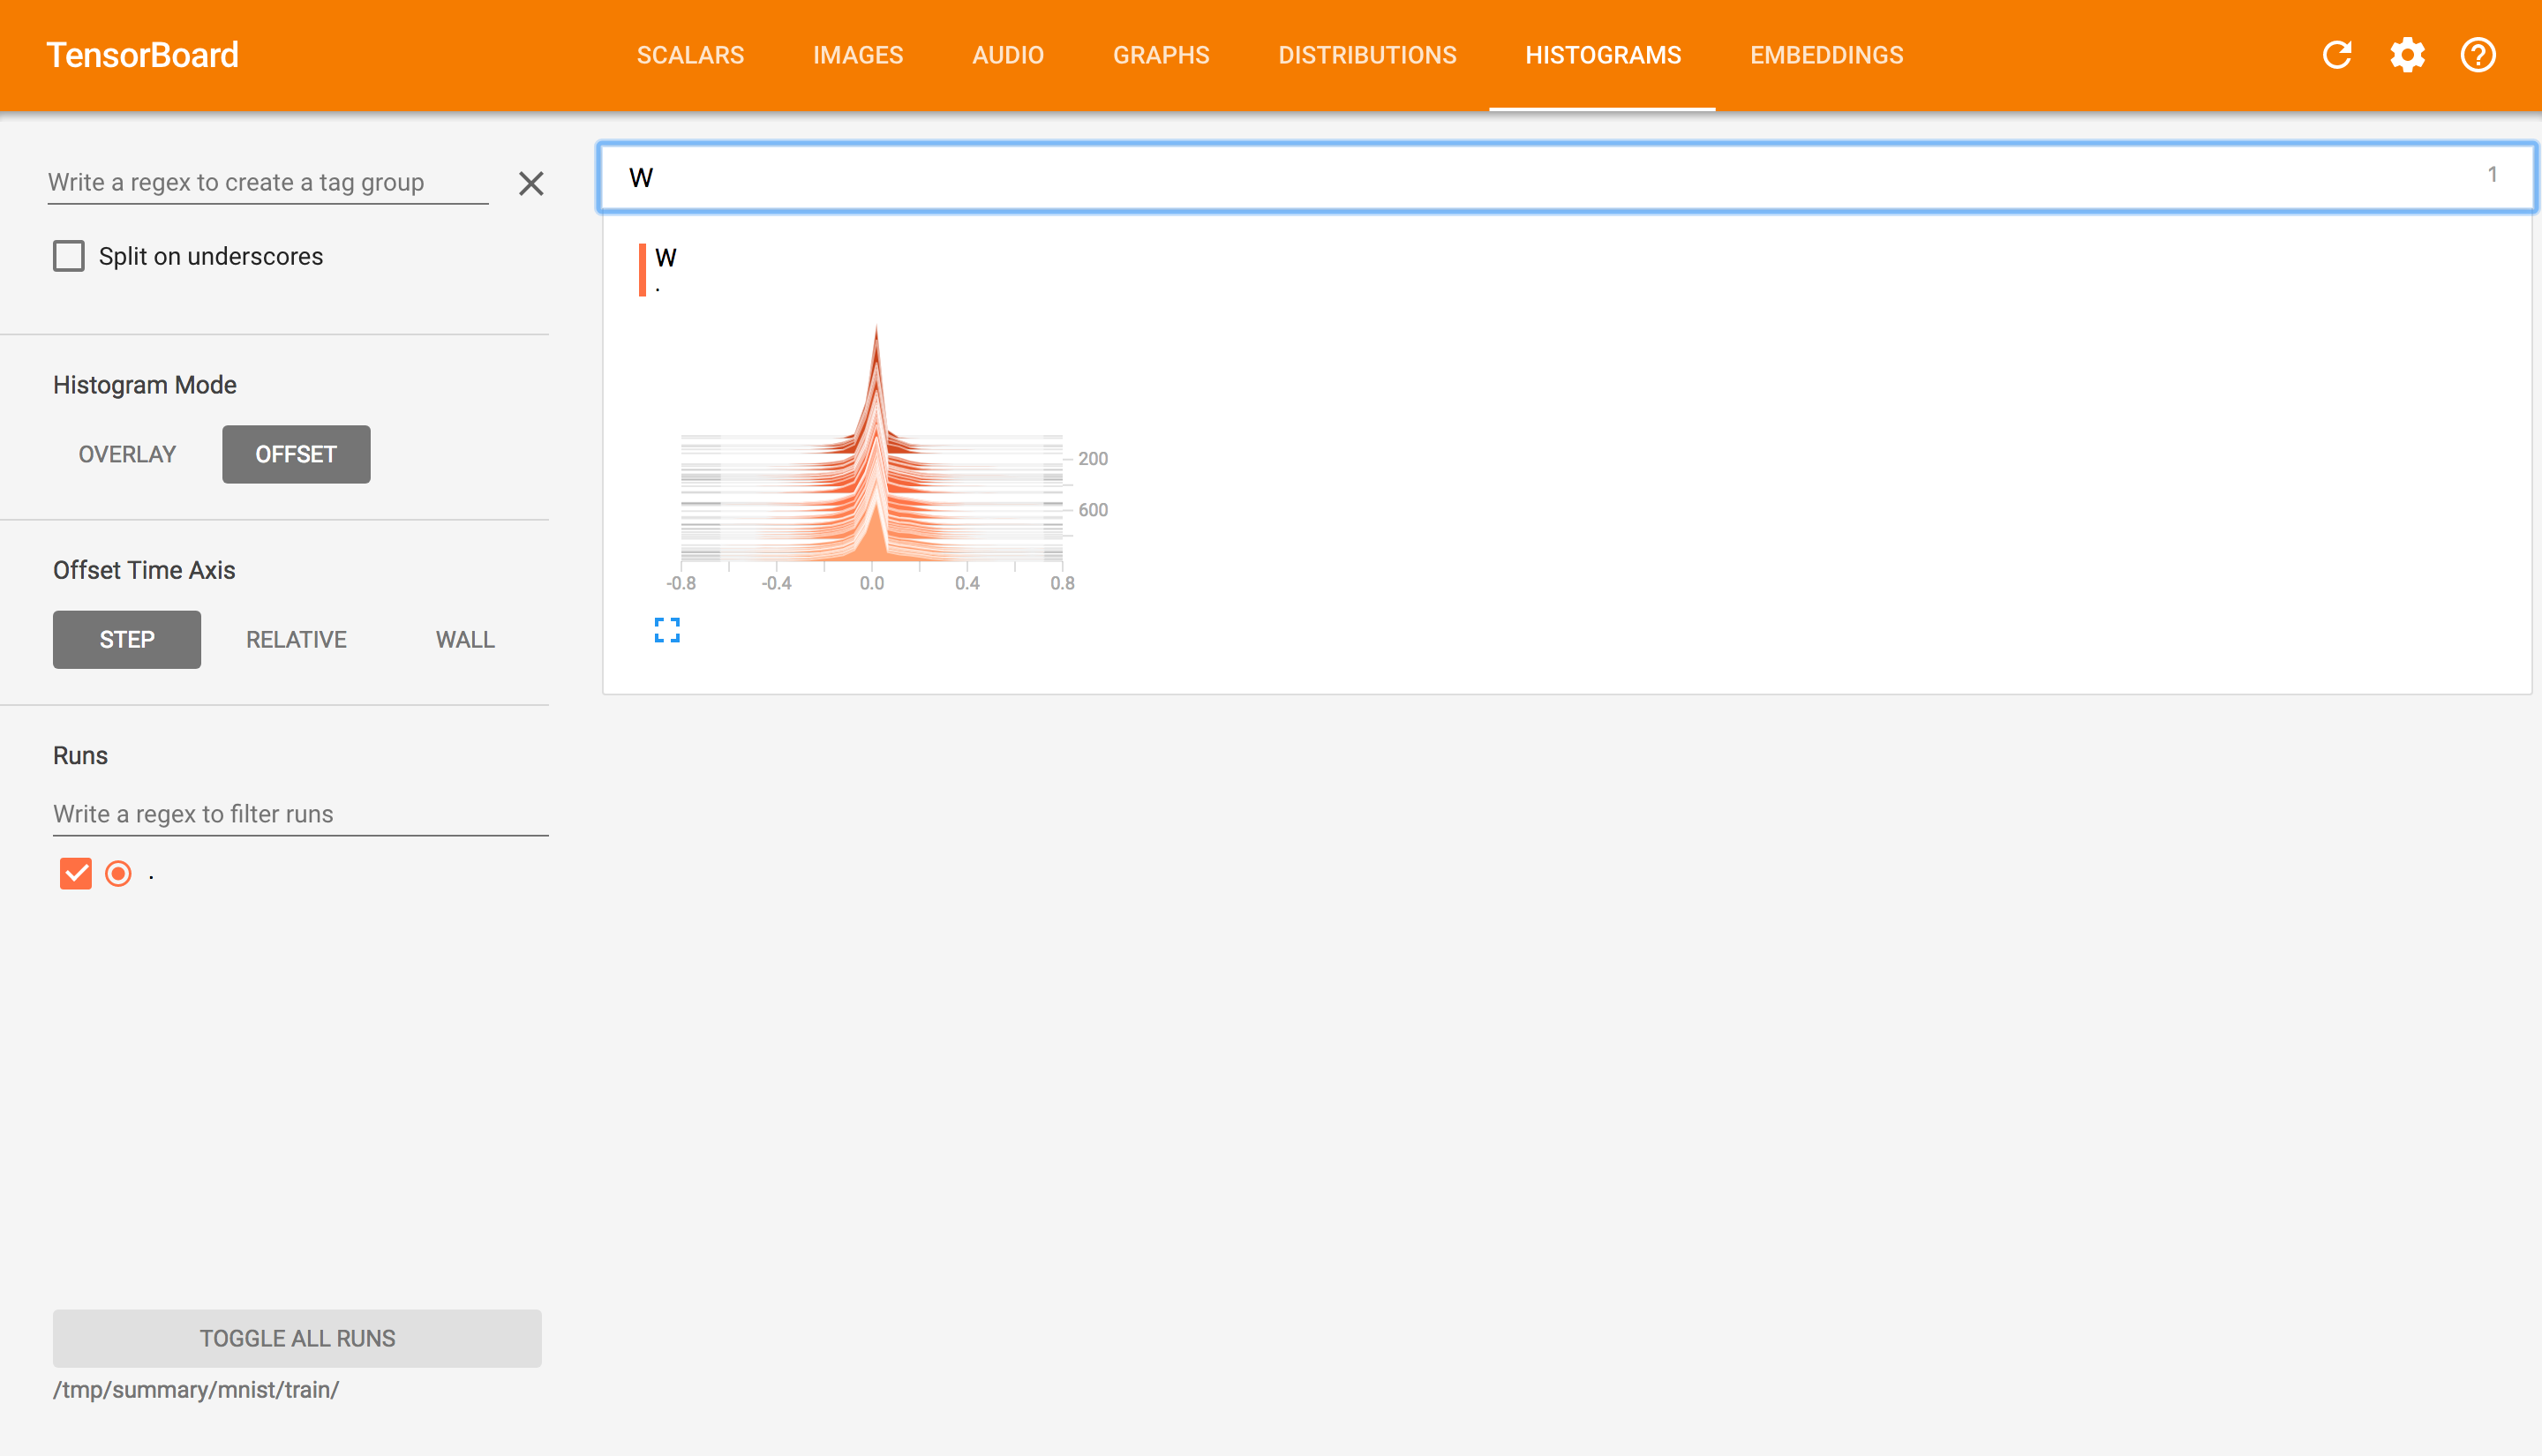 TensorBoard
SCALARS IMAGES AUDIO GRAPHS DISTRIBUTIONS HISTOGRAMS EMBEDDINGS
Write a regex to create a tag group
Split on underscores
Histogram Mode
OVERLAY OFFSET
Offset Time Axis
STEP RELATIVE WALL
Runs
Write a regex to filter runs
.
TOGGLE ALL RUNS
/tmp/summary/mnist/train/
W 1
W
.
200
600
-0.8 -0.4 0.0 0.4 0.8